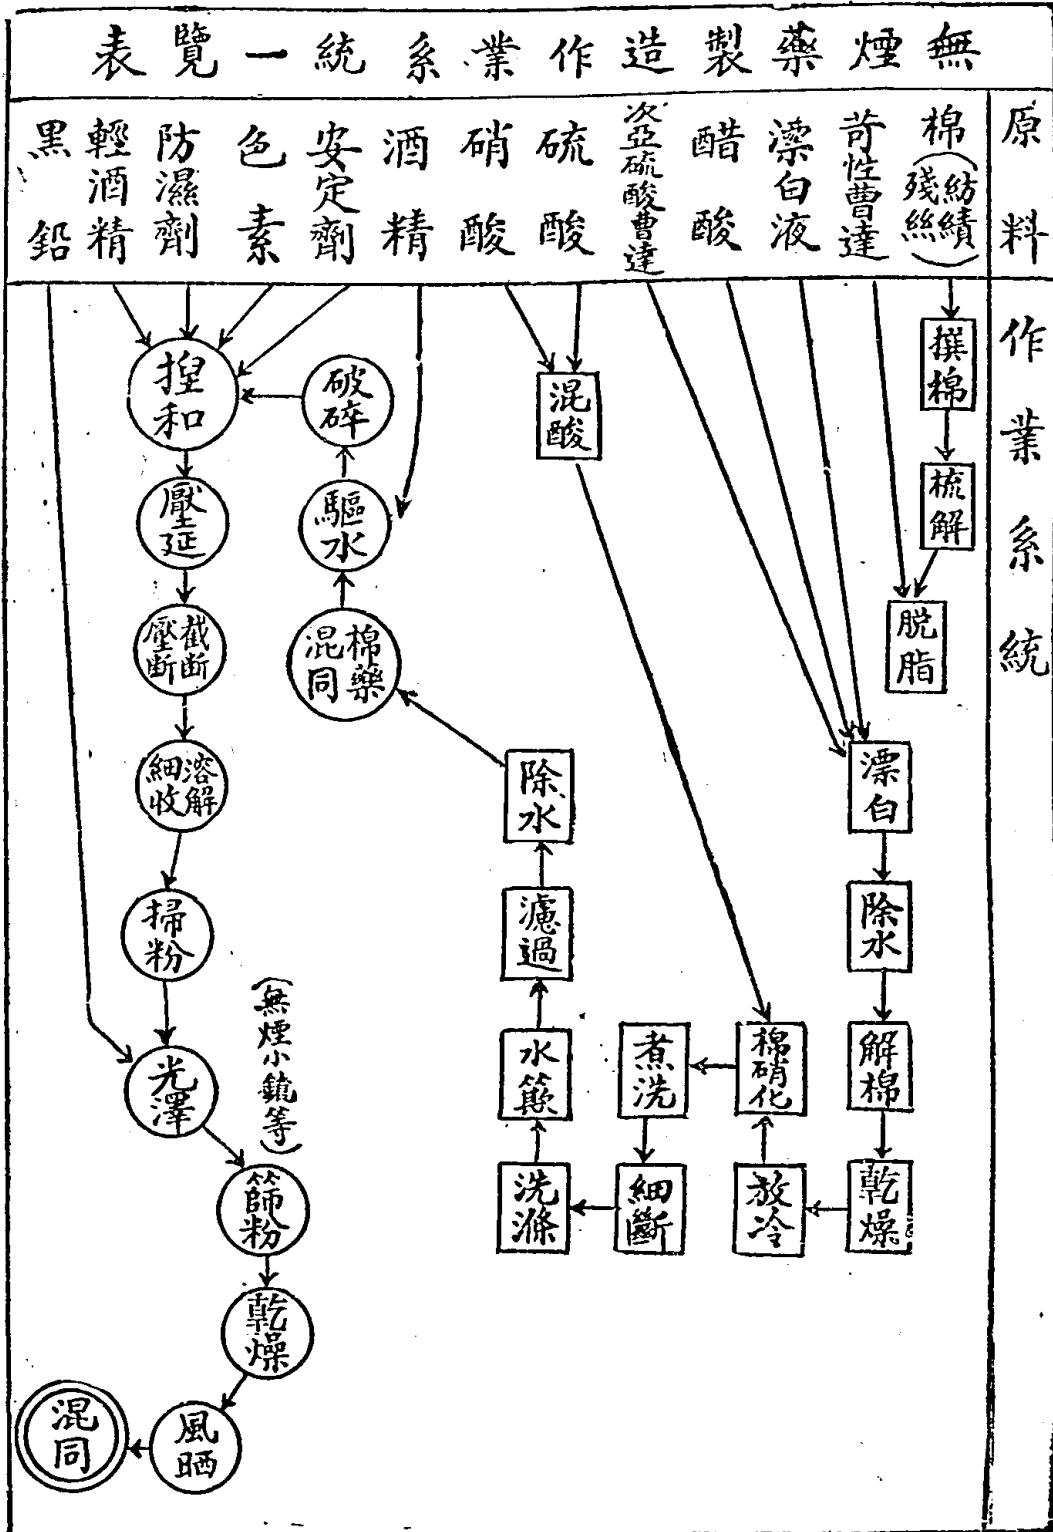 無煙藥製造作業系統一覽表
原料
棉(紡績殘絲)
苛性曹達
漂白液
醋酸
次亞硫酸曹達
硫酸
硝酸
酒精
安定劑
色素
防濕劑
輕酒精
黑鉛
作業系統
撰棉
梳解
脫脂
漂白
除水
解棉
乾燥
放冷
混酸
棉硝化
煮洗
細斷
洗滌
水簸
濾過
除水
棉藥混同
驅水
破碎
捏和
壓延
截断壓断
溶解細收
掃粉
光澤
(無煙小銃等)
篩粉
乾燥
風晒
混同